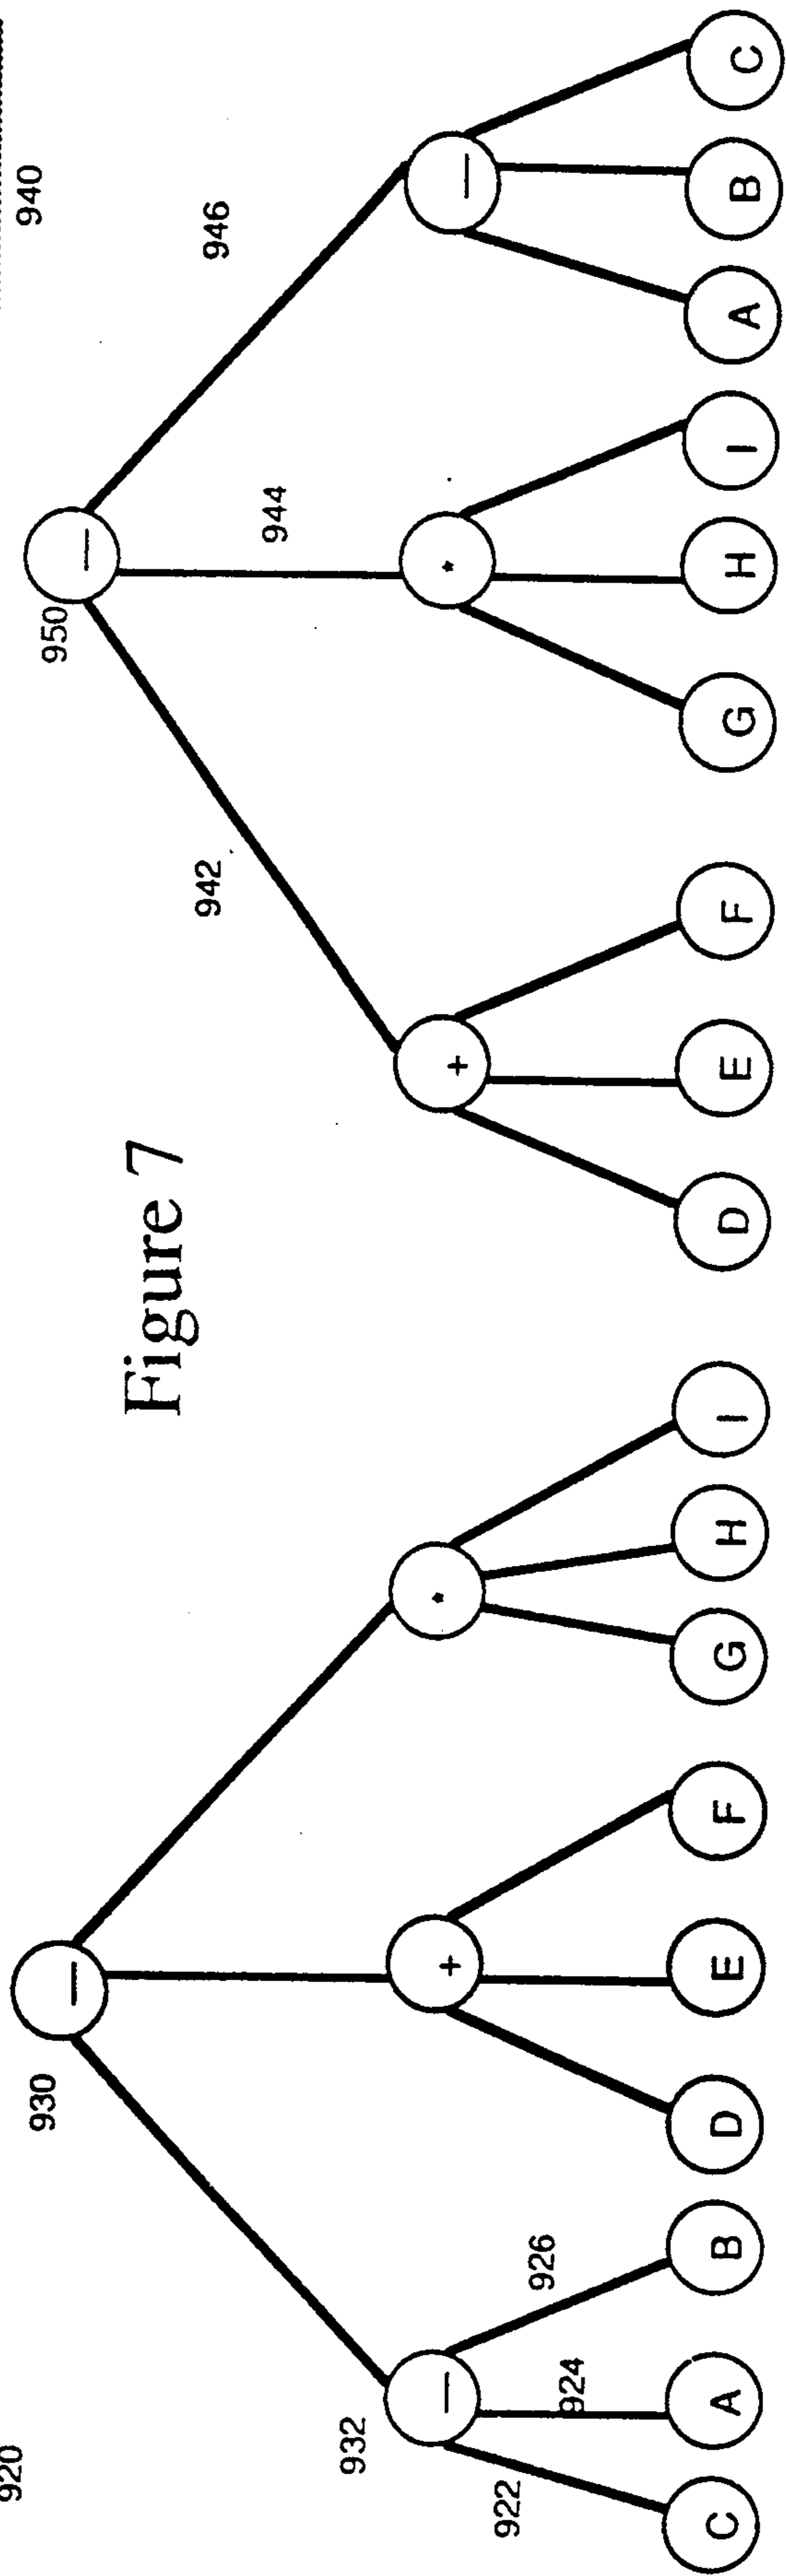 920
930
—
932
— + *
922 924 926
C A B D E F G H I
Figure 7
940
950
—
942 944 946
+ * —
D E F G H I A B C